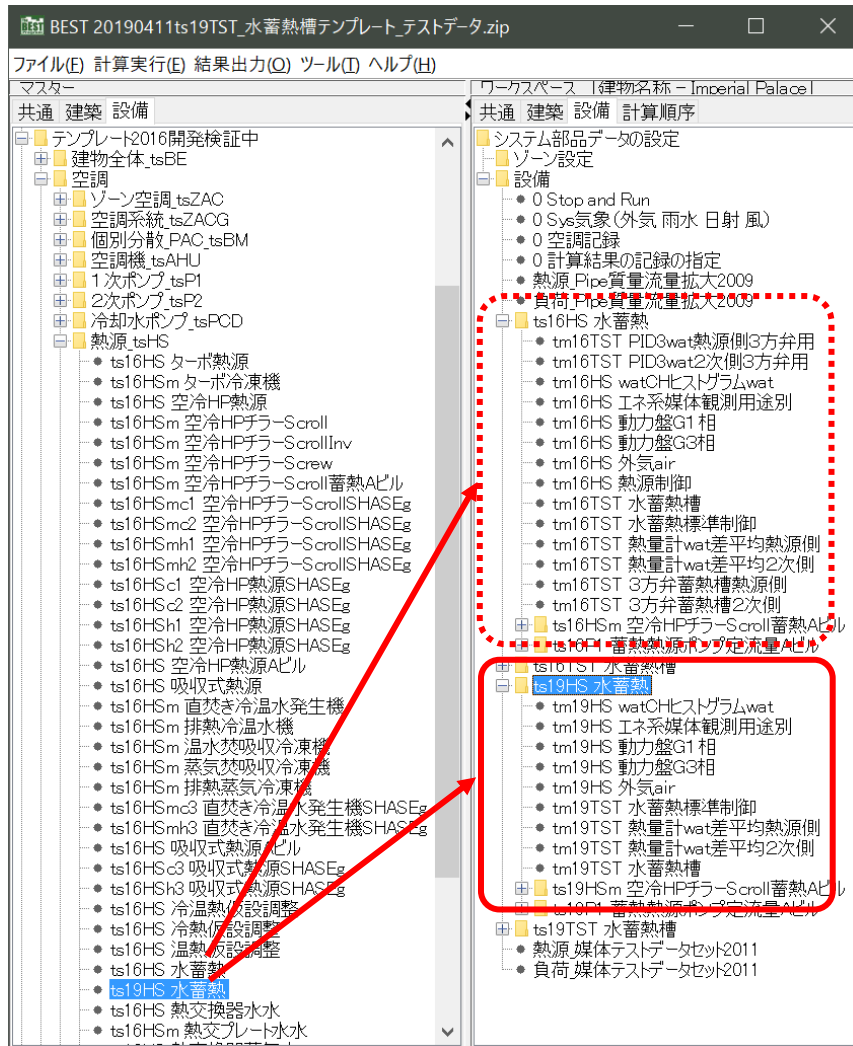 BEST 20190411ts19TST_水蓄熱槽テンプレート_テストデータ.zip
ファイル(F) 計算実行(E) 結果出力(O) ツール(T) ヘルプ(H)
マスター
共通 建築 設備
テンプレート2016開発検証中
建物全体_tsBE
空調
ゾーン空調_tsZAC
空調系統_tsZACG
個別分散_PAC_tsBM
空調機_tsAHU
1次ポンプ_tsP1
2次ポンプ_tsP2
冷却水ポンプ_tsPCD
熱源_tsHS
ts16HS ターボ熱源
ts16HSm ターボ冷凍機
ts16HS 空冷HP熱源
ts16HSm 空冷HPチラーScroll
ts16HSm 空冷HPチラーScrollInv
ts16HSm 空冷HPチラーScrew
ts16HSm 空冷HPチラーScroll蓄熱Aビル
ts16HSmc1 空冷HPチラーScrollSHASEg
ts16HSmc2 空冷HPチラーScrollSHASEg
ts16HSmh1 空冷HPチラーScrollSHASEg
ts16HSmh2 空冷HPチラーScrollSHASEg
ts16HSc1 空冷HP熱源SHASEg
ts16HSc2 空冷HP熱源SHASEg
ts16HSh1 空冷HP熱源SHASEg
ts16HSh2 空冷HP熱源SHASEg
ts16HS 空冷HP熱源Aビル
ts16HS 吸収式熱源
ts16HSm 直焚き冷温水発生機
ts16HSm 排熱冷温水機
ts16HSm 温水焚吸収冷凍機
ts16HSm 蒸気焚吸収冷凍機
ts16HSm 排熱蒸気冷凍機
ts16HSmc3 直焚き冷温水発生機SHASEg
ts16HSmh3 直焚き冷温水発生機SHASEg
ts16HS 吸収式熱源Aビル
ts16HSc3 吸収式熱源SHASEg
ts16HSh3 吸収式熱源SHASEg
ts16HS 冷温熱仮設調整
ts16HS 冷熱仮設調整
ts16HS 温熱仮設調整
ts16HS 水蓄熱
ts19HS 水蓄熱
ts16HS 熱交換器水水
ts16HSm 熱交プレート水水
ワークスペース [建物名称 - Imperial Palace]
共通 建築 設備 計算順序
システム部品データの設定
ゾーン設定
設備
0 Stop and Run
0 Sys気象(外気 雨水 日射 風)
0 空調記録
0 計算結果の記録の指定
熱源_Pipe質量流量拡大2009
負荷_Pipe質量流量拡大2009
ts16HS 水蓄熱
tm16TST PID3wat熱源側3方弁用
tm16TST PID3wat2次側3方弁用
tm16HS watCHヒストグラムwat
tm16HS エネ系媒体観測用途別
tm16HS 動力盤G1相
tm16HS 動力盤G3相
tm16HS 外気air
tm16HS 熱源制御
tm16TST 水蓄熱槽
tm16TST 水蓄熱標準制御
tm16TST 熱量計wat差平均熱源側
tm16TST 熱量計wat差平均2次側
tm16TST 3方弁蓄熱槽熱源側
tm16TST 3方弁蓄熱槽2次側
ts16HSm 空冷HPチラーScroll蓄熱Aビル
ts16P1 蓄熱熱源ポンプ定流量Aビル
ts16TST 水蓄熱槽
ts19HS 水蓄熱
tm19HS watCHヒストグラムwat
tm19HS エネ系媒体観測用途別
tm19HS 動力盤G1相
tm19HS 動力盤G3相
tm19HS 外気air
tm19TST 水蓄熱標準制御
tm19TST 熱量計wat差平均熱源側
tm19TST 熱量計wat差平均2次側
tm19TST 水蓄熱槽
ts19HSm 空冷HPチラーScroll蓄熱Aビル
ts19P1 蓄熱熱源ポンプ定流量Aビル
ts19TST 水蓄熱槽
熱源_媒体テストデータセット2011
負荷_媒体テストデータセット2011